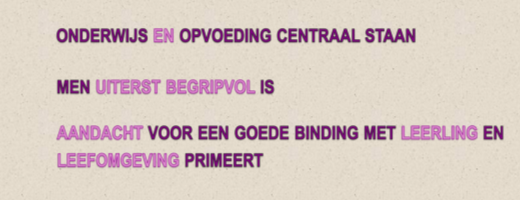 ONDERWIJS EN OPVOEDING CENTRAAL STAAN
MEN UITERST BEGRIPVOL IS
AANDACHT VOOR EEN GOEDE BINDING MET LEERLING EN
LEEFOMGEVING PRIMEERT